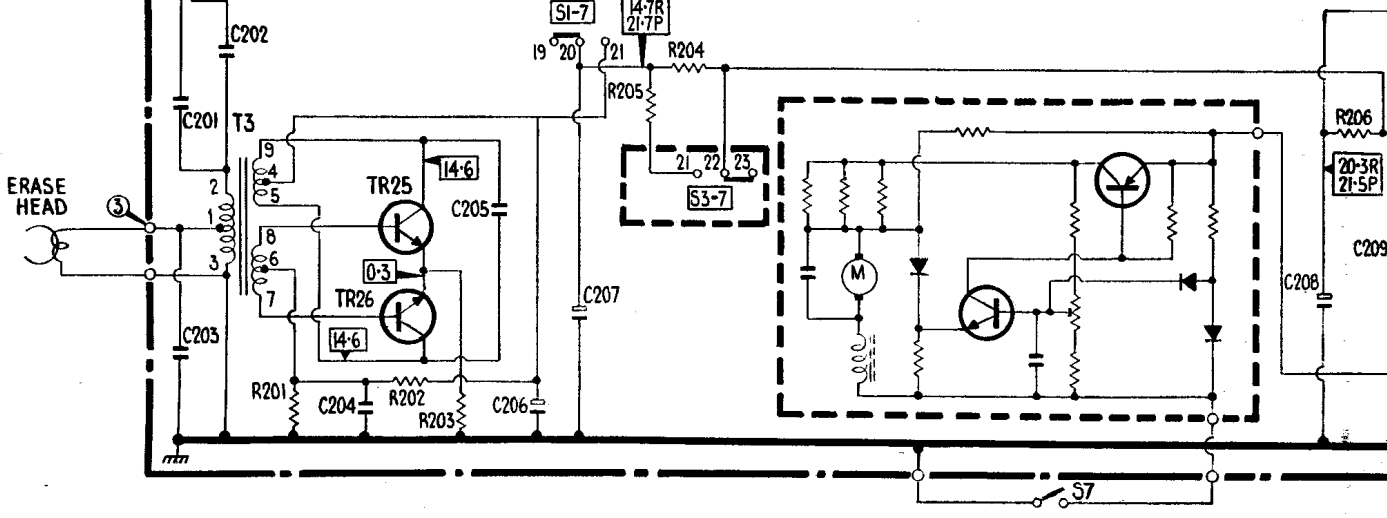 S1-7
14·7R
21·7P
C202
19
20
21
R204
R205
C201
T3
R206
9
4
5
14·6
21
22
23
20·3R
21·5P
ERASE
HEAD
3
2
1
3
TR25
C205
S3-7
8
6
7
0·3
M
C209
TR26
C207
C208
C203
14·6
R201
C204
R202
R203
C206
S7